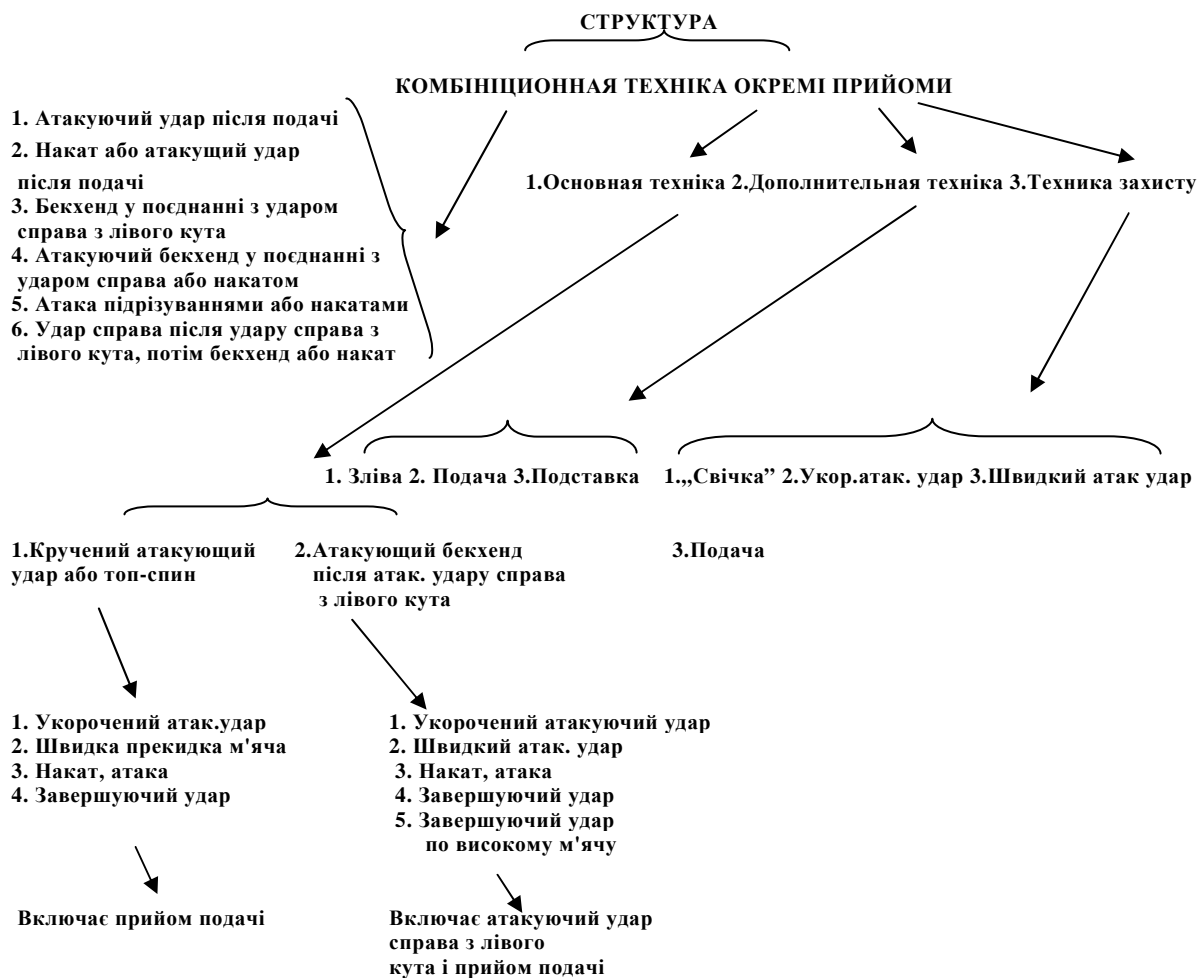 СТРУКТУРА
КОМБІНІЦИОННАЯ ТЕХНІКА ОКРЕМІ ПРИЙОМИ
1. Атакуючий удар після подачі
2. Накат або атакущий удар
після подачі
3. Бекхенд у поєднанні з ударом
справа з лівого кута
4. Атакуючий бекхенд у поєднанні з
ударом справа або накатом
5. Атака підрізуваннями або накатами
6. Удар справа після удару справа з
лівого кута, потім бекхенд або накат
1.Основная техніка 2.Дополнительная техніка 3.Техника захисту
1. Зліва 2. Подача 3.Подставка
1.„Свічка” 2.Укор.атак. удар 3.Швидкий атак удар
1.Кручений атакующий
удар або топ-спин
2.Атакующий бекхенд
після атак. удару справа
з лівого кута
3.Подача
1. Укорочений атак.удар
2. Швидка прекидка м'яча
3. Накат, атака
4. Завершуючий удар
1. Укорочений атакуючий удар
2. Швидкий атак. удар
3. Накат, атака
4. Завершуючий удар
5. Завершуючий удар
по високому м'ячу
Включає прийом подачі
Включає атакуючий удар
справа з лівого
кута і прийом подачі